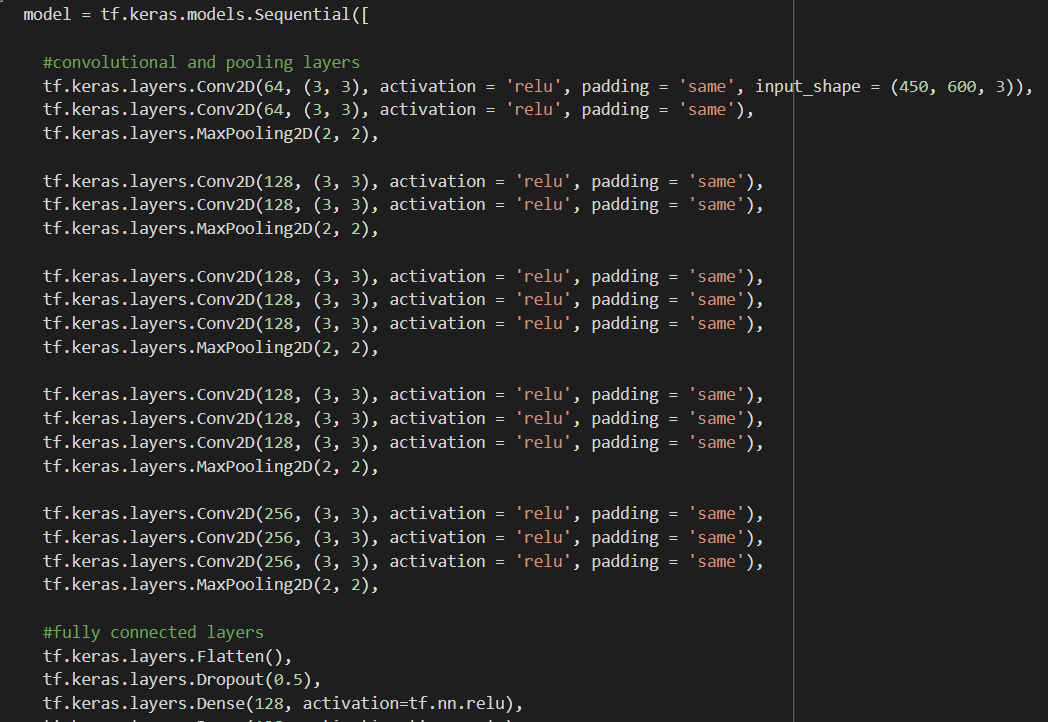 model = tf.keras.models.Sequential([
#convolutional and pooling layers
tf.keras.layers.Conv2D(64, (3, 3), activation = 'relu', padding = 'same', input_shape = (450, 600, 3)),
tf.keras.layers.Conv2D(64, (3, 3), activation = 'relu', padding = 'same'),
tf.keras.layers.MaxPooling2D(2, 2),
tf.keras.layers.Conv2D(128, (3, 3), activation = 'relu', padding = 'same'),
tf.keras.layers.Conv2D(128, (3, 3), activation = 'relu', padding = 'same'),
tf.keras.layers.MaxPooling2D(2, 2),
tf.keras.layers.Conv2D(128, (3, 3), activation = 'relu', padding = 'same'),
tf.keras.layers.Conv2D(128, (3, 3), activation = 'relu', padding = 'same'),
tf.keras.layers.Conv2D(128, (3, 3), activation = 'relu', padding = 'same'),
tf.keras.layers.MaxPooling2D(2, 2),
tf.keras.layers.Conv2D(128, (3, 3), activation = 'relu', padding = 'same'),
tf.keras.layers.Conv2D(128, (3, 3), activation = 'relu', padding = 'same'),
tf.keras.layers.Conv2D(128, (3, 3), activation = 'relu', padding = 'same'),
tf.keras.layers.MaxPooling2D(2, 2),
tf.keras.layers.Conv2D(256, (3, 3), activation = 'relu', padding = 'same'),
tf.keras.layers.Conv2D(256, (3, 3), activation = 'relu', padding = 'same'),
tf.keras.layers.Conv2D(256, (3, 3), activation = 'relu', padding = 'same'),
tf.keras.layers.MaxPooling2D(2, 2),
#fully connected layers
tf.keras.layers.Flatten(),
tf.keras.layers.Dropout(0.5),
tf.keras.layers.Dense(128, activation=tf.nn.relu),